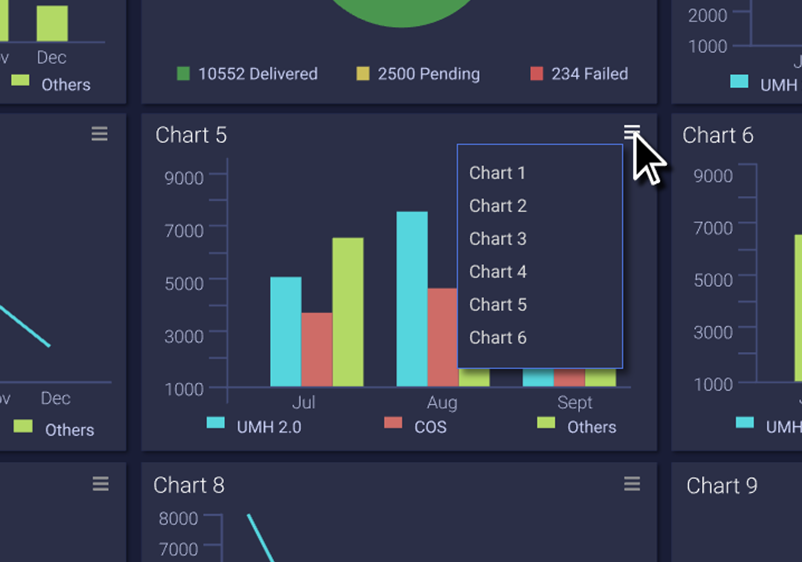 Dec
Others
10552 Delivered
2500 Pending
234 Failed
2000
1000
UMH
Chart 5
9000
7000
5000
3000
1000
Jul
Aug
Sept
UMH 2.0
COS
Others
Chart 1
Chart 2
Chart 3
Chart 4
Chart 5
Chart 6
Chart 6
9000
7000
5000
3000
1000
UMH
Dec
Others
Chart 8
8000
7000
Chart 9